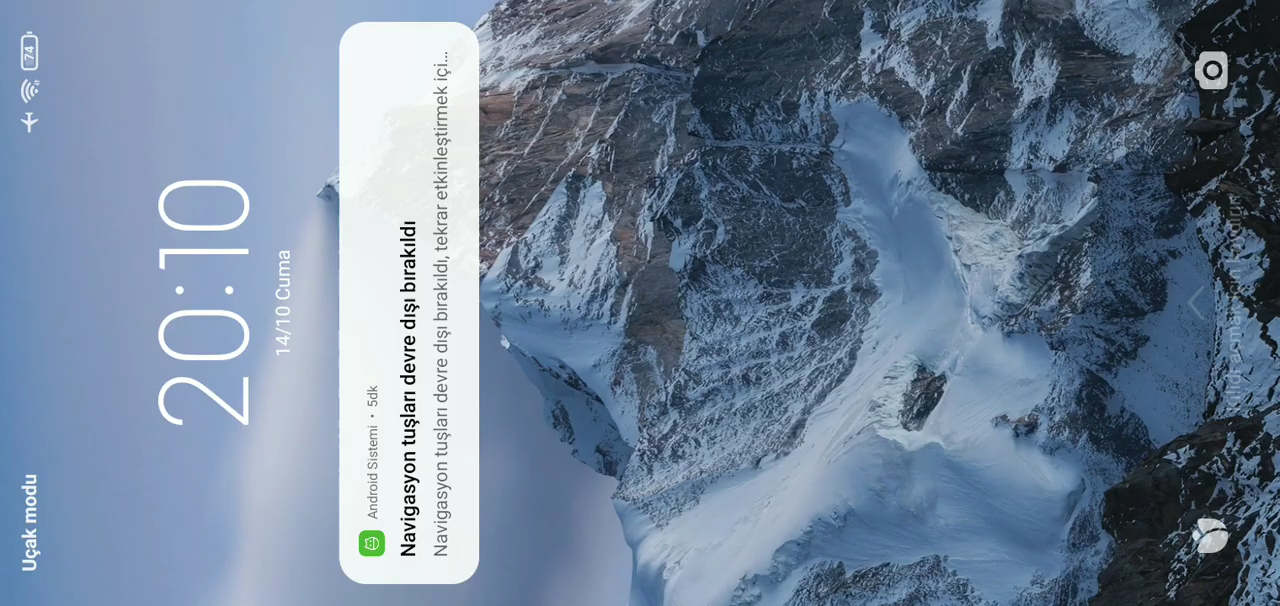 Uçak modu
74
20:10
14/10 Cuma
Android Sistemi • 5dk
Navigasyon tuşları devre dışı bırakıldı
Navigasyon tuşları devre dışı bırakıldı, tekrar etkinleştirmek içi...